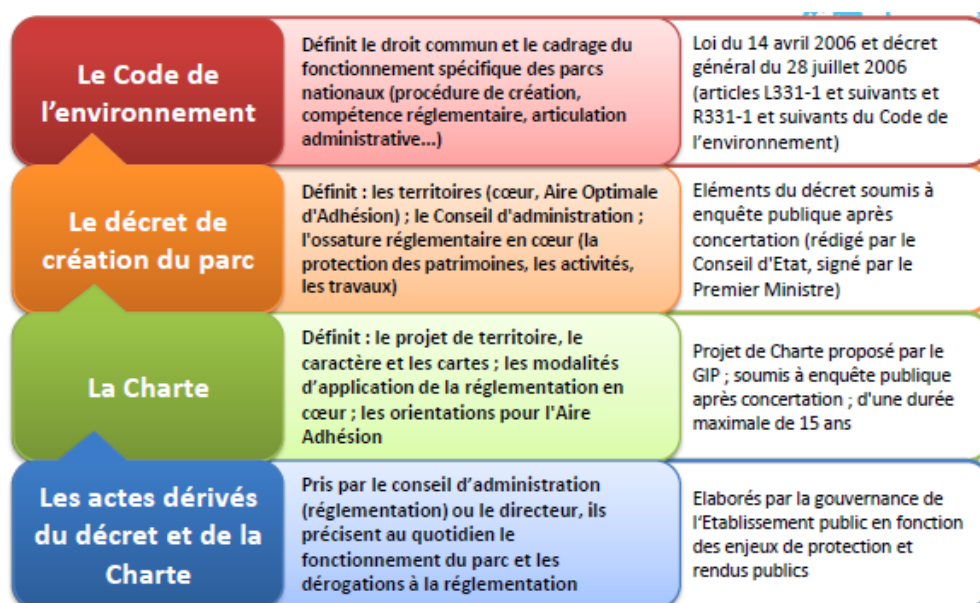 Le Code de
l'environnement
Définit le droit commun et le cadrage du
fonctionnement spécifique des parcs
nationaux (procédure de création,
compétence réglementaire, articulation
administrative...)
Loi du 14 avril 2006 et décret
général du 28 juillet 2006
(articles L331-1 et suivants et
R331-1 et suivants du Code de
l'environnement)
Le décret de
création du parc
Définit : les territoires (cœur, Aire Optimale
d'Adhésion) ; le Conseil d'administration ;
l'ossature réglementaire en cœur (la
protection des patrimoines, les activités,
les travaux)
Eléments du décret soumis à
enquête publique après
concertation (rédigé par le
Conseil d'Etat, signé par le
Premier Ministre)
La Charte
Définit : le projet de territoire, le
caractère et les cartes ; les modalités
d'application de la réglementation en
cœur ; les orientations pour l'Aire
Adhésion
Projet de Charte proposé par le
GIP ; soumis à enquête publique
après concertation ; d'une durée
maximale de 15 ans
Les actes dérivés
du décret et de la
Charte
Pris par le conseil d'administration
(réglementation) ou le directeur, ils
précisent au quotidien le
fonctionnement du parc et les
dérogations à la réglementation
Elaborés par la gouvernance de
l'Etablissement public en fonction
des enjeux de protection et
rendus publics